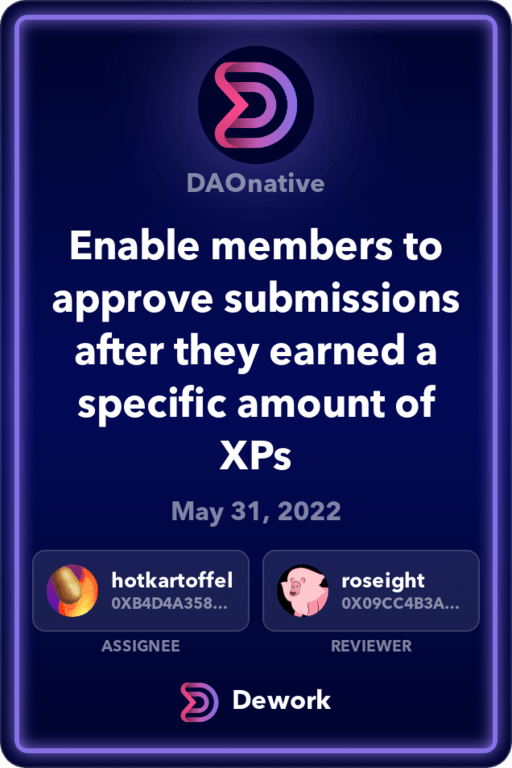 DAOnative
Enable members to
approve submissions
after they earned a
specific amount of
XPs
May 31, 2022
hotkartoffel
0XB4D4A358...
ASSIGNEE
roseight
0X09CC4B3A...
REVIEWER
Dework